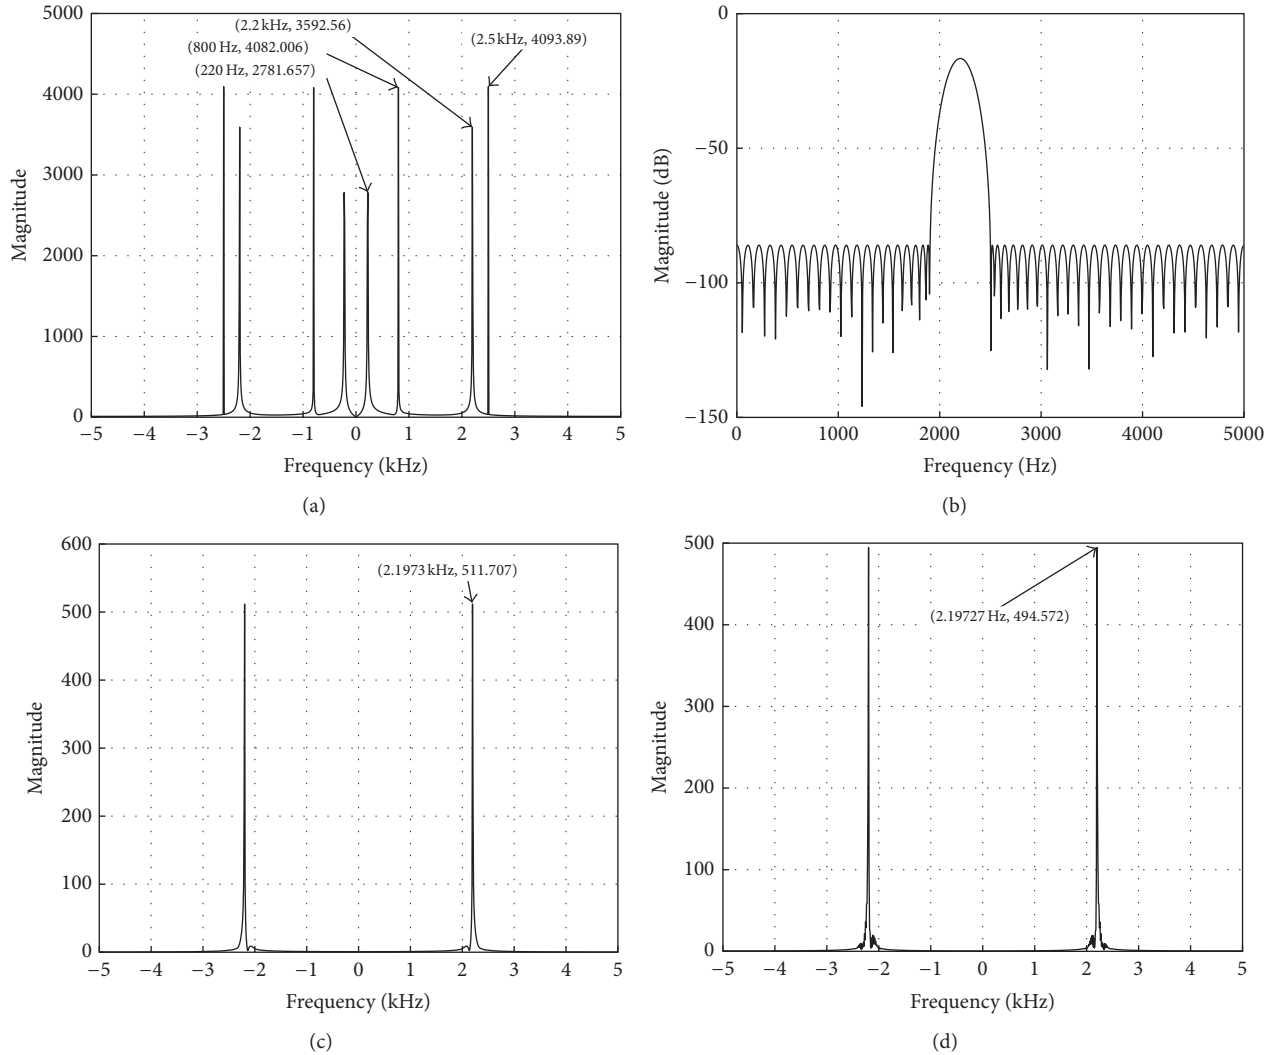 5000
4000
3000
2000
1000
0
Magnitude
(2.2 kHz, 3592.56)
(800 Hz, 4082.006)
(220 Hz, 2781.657)
(2.5 kHz, 4093.89)
−5 −4 −3 −2 −1 0 1 2 3 4 5
Frequency (kHz)
(a)
0
−50
−100
−150
Magnitude (dB)
0 1000 2000 3000 4000 5000
Frequency (Hz)
(b)
600
500
400
300
200
100
0
Magnitude
(2.1973 kHz, 511.707)
−5 −4 −3 −2 −1 0 1 2 3 4 5
Frequency (kHz)
(c)
500
400
300
200
100
0
Magnitude
(2.19727 Hz, 494.572)
−5 −4 −3 −2 −1 0 1 2 3 4 5
Frequency (kHz)
(d)